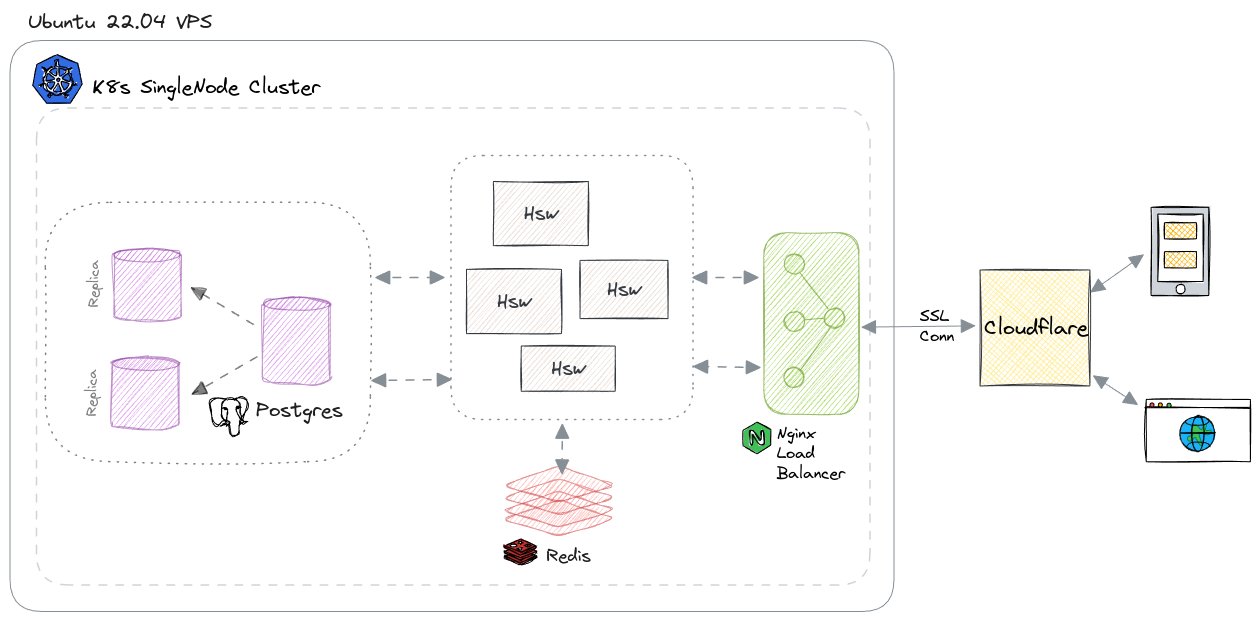 Ubuntu 22.04 VPS
K8s SingleNode Cluster
Hsw
Hsw
Hsw
Hsw
Replica
Replica
Postgres
Redis
N
Nginx
Load
Balancer
SSL
Conn
Cloudflare